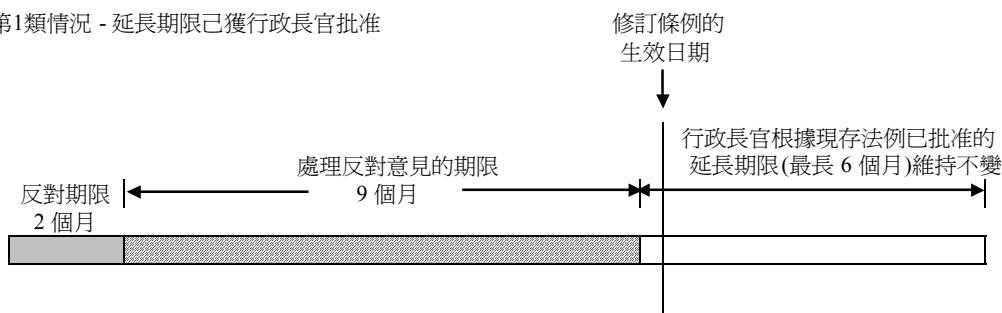 第1類情況 - 延長期限己獲行政長官批准
修訂條例的
生效日期
行政長官根據現存法例已批准的
延長期限(最長 6 個月)維持不變
處理反對意見的期限
9 個月
反對期限
2 個月